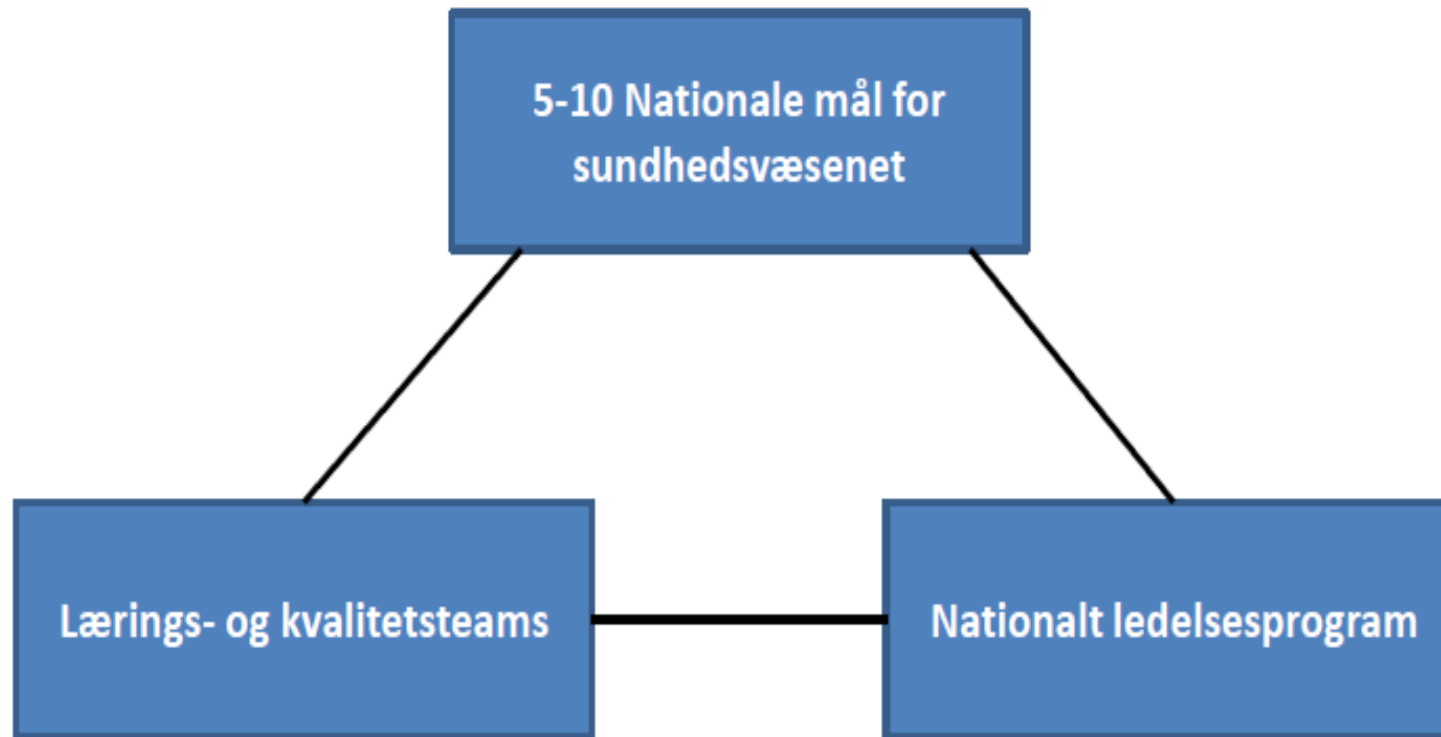 5-10 Nationale mål for
sundhedsvæsenet
Lærings- og kvalitetsteams
Nationalt ledelsesprogram